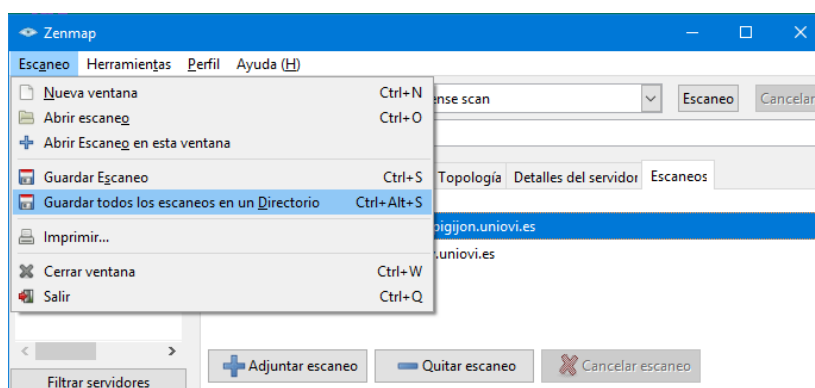 Zenmap
Escaneo Herramientas Perfil Ayuda (H)
Nueva ventana Ctrl+N
Abrir escaneo Ctrl+O
Abrir Escaneo en esta ventana
Guardar Escaneo Ctrl+S
Guardar todos los escaneos en un Directorio Ctrl+Alt+S
Imprimir...
Cerrar ventana Ctrl+W
Salir Ctrl+Q
ense scan Escaneo Cancelar
Topología Detalles del servidor Escaneos
pigijon.uniovi.es
.uniovi.es
Adjuntar escaneo Quitar escaneo Cancelar escaneo
Filtrar servidores